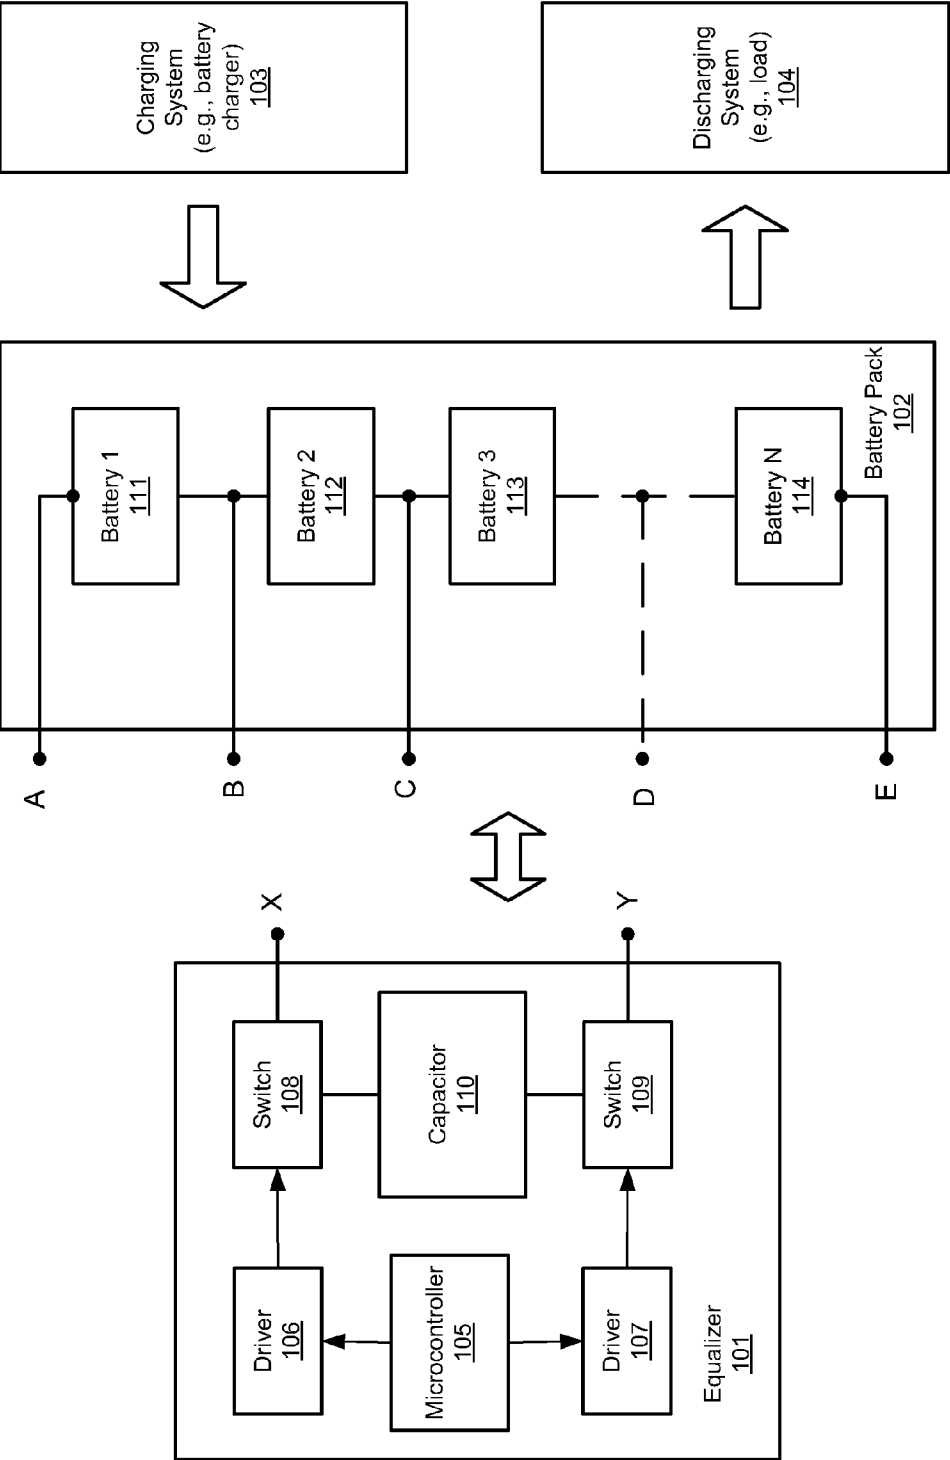 Equalizer
101
Driver
106
Microcontroller
105
Driver
107
Switch
108
Capacitor
110
Switch
109
X
Y
A
B
C
D
E
Battery 1
111
Battery 2
112
Battery 3
113
Battery N
114
Battery Pack
102
Charging
System
(e.g., battery
charger)
103
Discharging
System
(e.g., load)
104